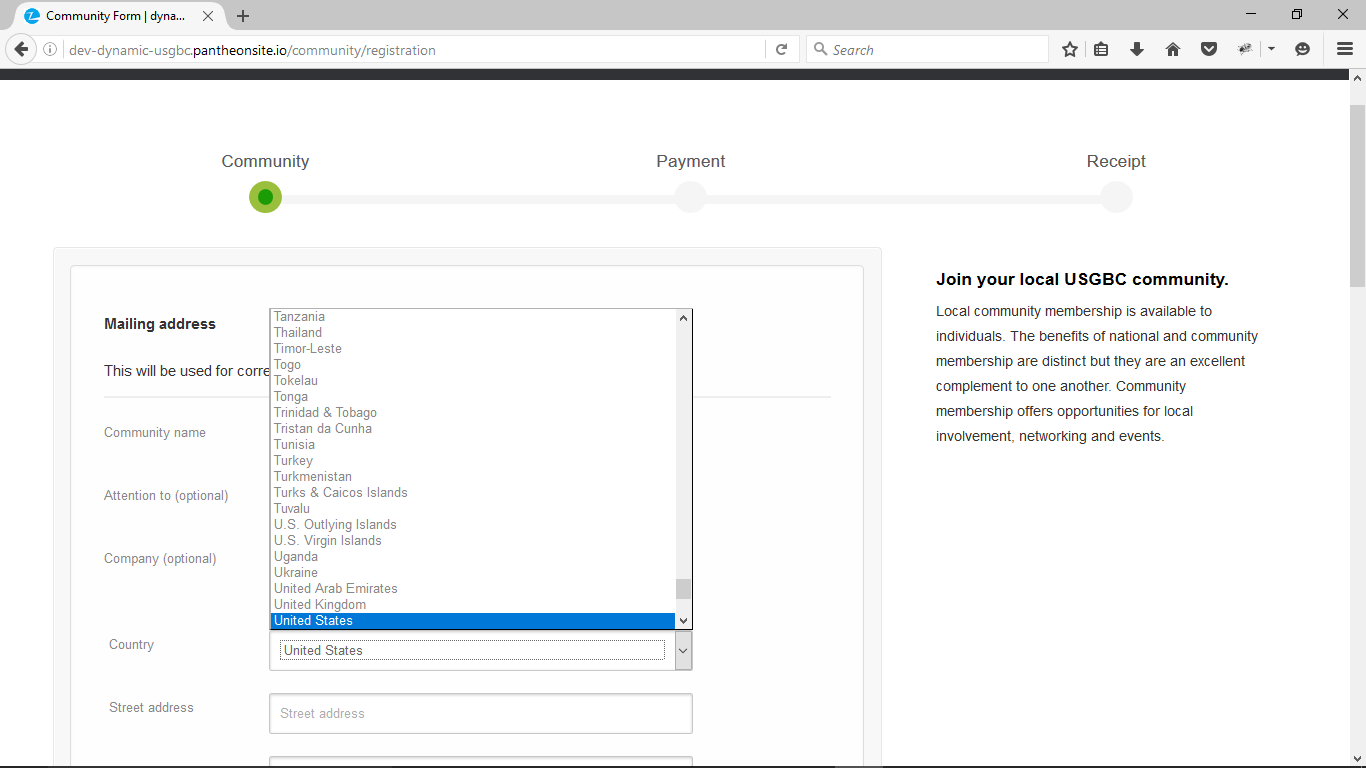 Community Form | dyna...
dev-dynamic-usgbc.pantheonsite.io/community/registration
Search
Community
Payment
Receipt
Mailing address
This will be used for corre
Community name
Attention to (optional)
Company (optional)
Tanzania
Thailand
Timor-Leste
Togo
Tokelau
Tonga
Trinidad & Tobago
Tristan da Cunha
Tunisia
Turkey
Turkmenistan
Turks & Caicos Islands
Tuvalu
U.S. Outlying Islands
U.S. Virgin Islands
Uganda
Ukraine
United Arab Emirates
United Kingdom
United States
Country
United States
Street address
Street address
Join your local USGBC community.
Local community membership is available to
individuals. The benefits of national and community
membership are distinct but they are an excellent
complement to one another. Community
membership offers opportunities for local
involvement, networking and events.